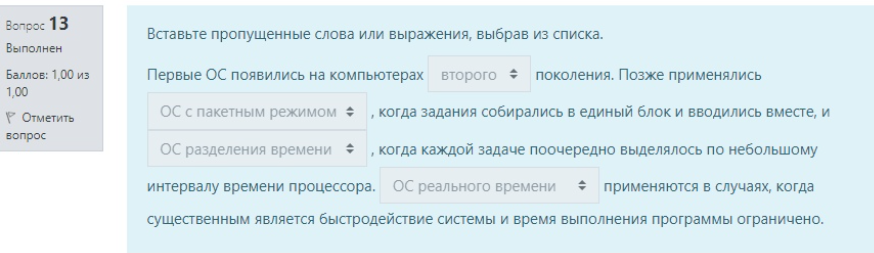 Вопрос 13
Выполнен
Баллов: 1,00 из
1,00
Отметить
вопрос
Вставьте пропущенные слова или выражения, выбрав из списка.
Первые ОС появились на компьютерах второго поколения. Позже применялись
ОС с пакетным режимом , когда задания собирались в единый блок и вводились вместе, и
ОС разделения времени , когда каждой задаче поочередно выделялось по небольшому
интервалу времени процессора. ОС реального времени применяются в случаях, когда
существенным является быстродействие системы и время выполнения программы ограничено.